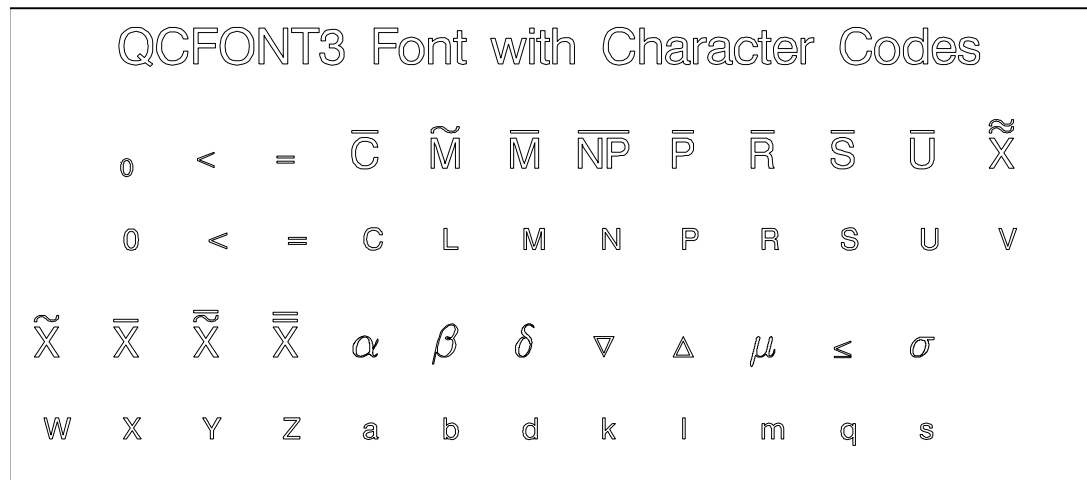 QCFONT3 Font with Character Codes
₀ < = C̅ M̃ M̅ N̅P̅ P̅ R̅ S̅ U̅ X̃̃
0 < = C L M N P R S U V
X̃ X̅ X̃̅ X̿ α β δ ▽ △ μ ≤ σ
W X Y Z a b d k l m q s